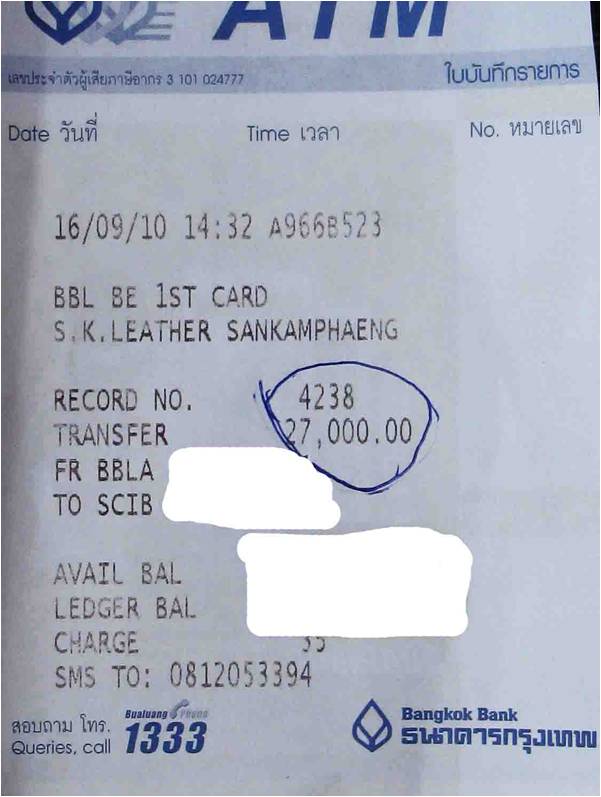 ATM
เลขประจำตัวผู้เสียภาษีอากร 3 101 024777 ใบบันทึกรายการ
Date วันที่ Time เวลา No. หมายเลข
16/09/10 14:32 A966B523
BBL BE 1ST CARD
S.K.LEATHER SANKAMPHAENG
RECORD NO. 4238
TRANSFER 27,000.00
FR BBLA
TO SCIB
AVAIL BAL
LEDGER BAL
CHARGE 35
SMS TO: 0812053394
สอบถาม โทร. Bualuang Phone
Queries, call 1333
Bangkok Bank
ธนาคารกรุงเทพ